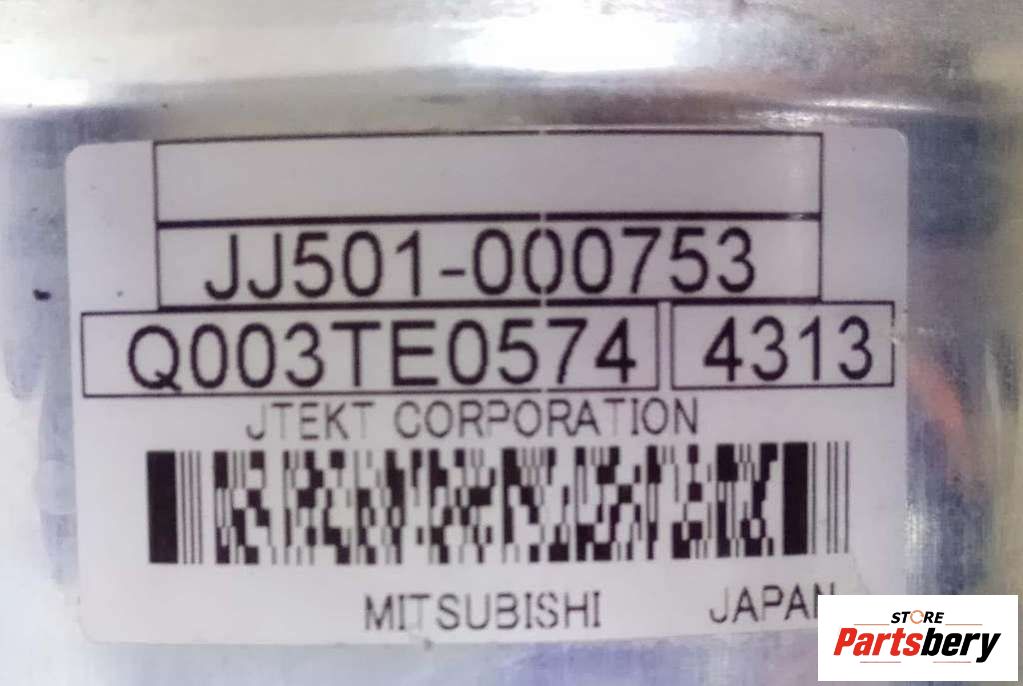 JJ501-000753
Q003TE0574 4313
JTEKT CORPORATION
MITSUBISHI JAPAN
STORE
Partsbery